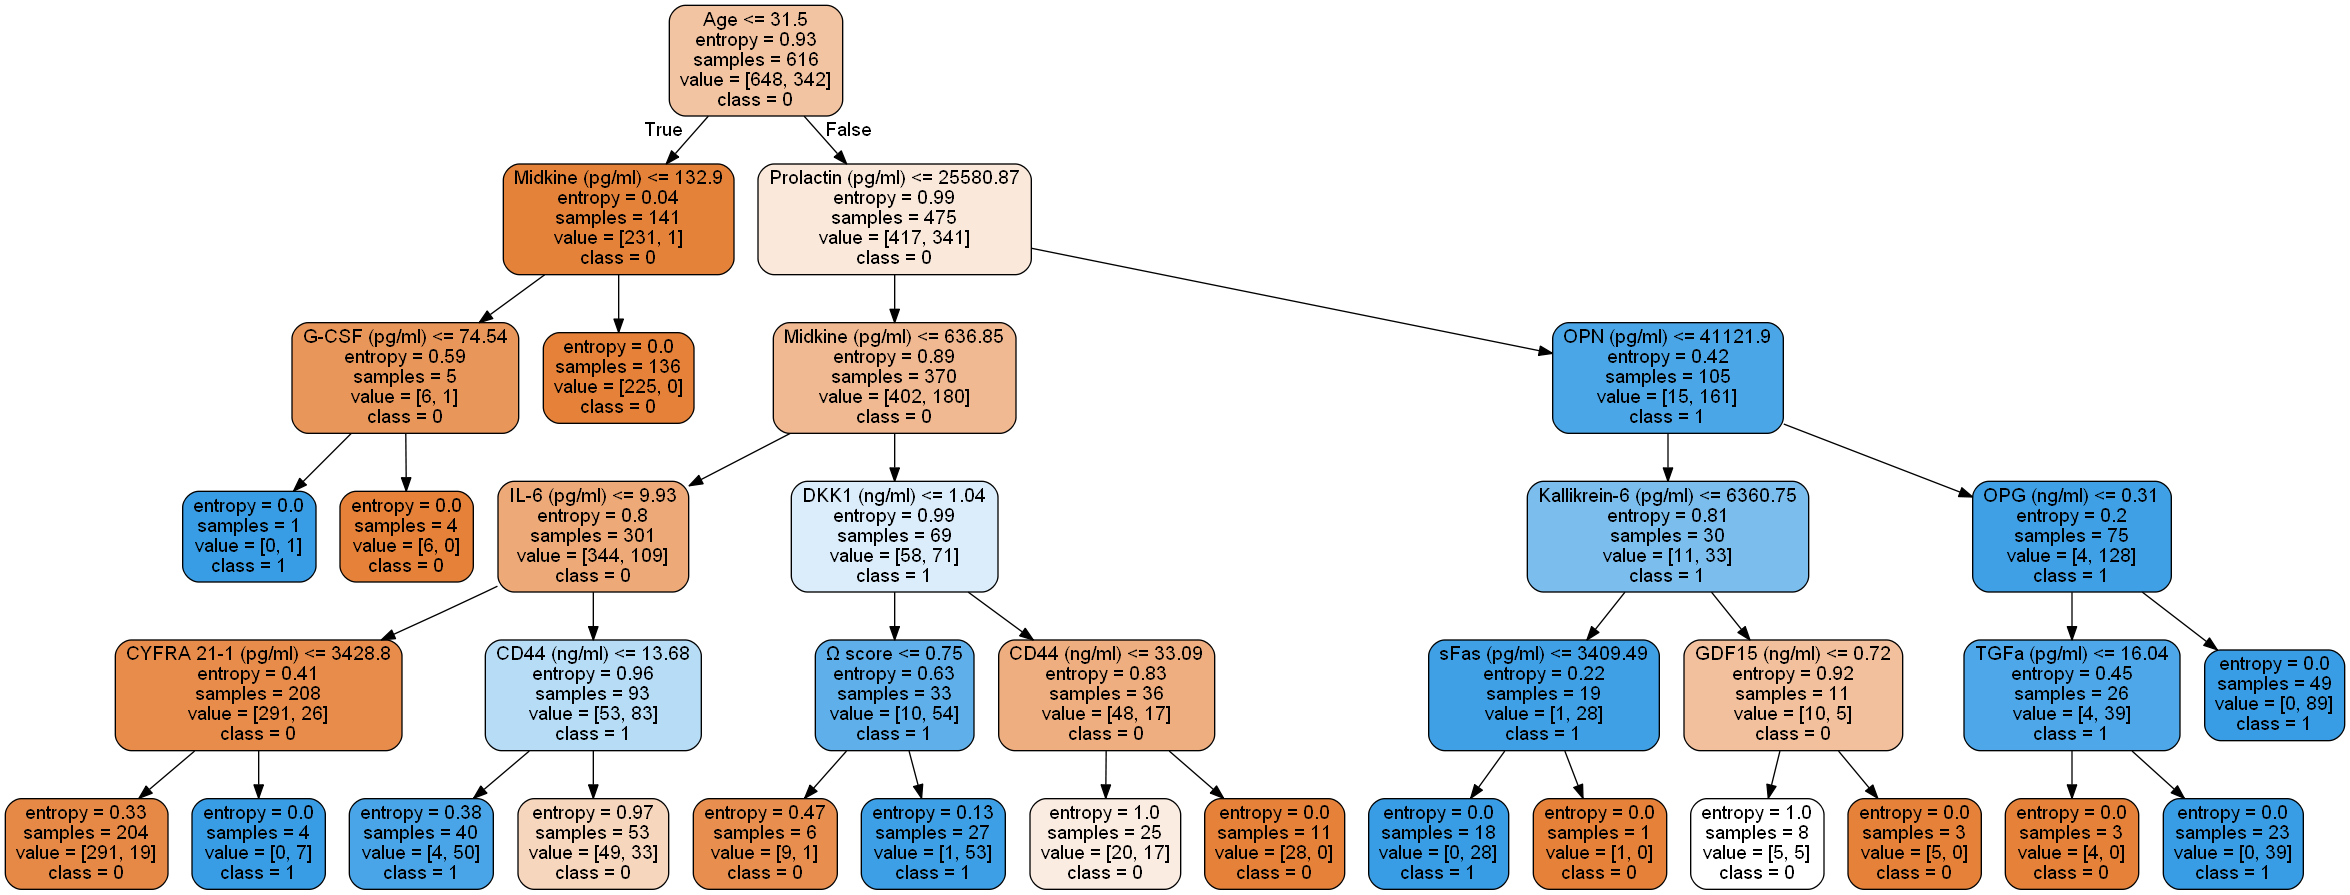 Age <= 31.5
entropy = 0.93
samples = 616
value = [648, 342]
class = 0
True
False
Midkine (pg/ml) <= 132.9
entropy = 0.04
samples = 141
value = [231, 1]
class = 0
Prolactin (pg/ml) <= 25580.87
entropy = 0.99
samples = 475
value = [417, 341]
class = 0
G-CSF (pg/ml) <= 74.54
entropy = 0.59
samples = 5
value = [6, 1]
class = 0
entropy = 0.0
samples = 136
value = [225, 0]
class = 0
Midkine (pg/ml) <= 636.85
entropy = 0.89
samples = 370
value = [402, 180]
class = 0
OPN (pg/ml) <= 41121.9
entropy = 0.42
samples = 105
value = [15, 161]
class = 1
entropy = 0.0
samples = 1
value = [0, 1]
class = 1
entropy = 0.0
samples = 4
value = [6, 0]
class = 0
IL-6 (pg/ml) <= 9.93
entropy = 0.8
samples = 301
value = [344, 109]
class = 0
DKK1 (ng/ml) <= 1.04
entropy = 0.99
samples = 69
value = [58, 71]
class = 1
Kallikrein-6 (pg/ml) <= 6360.75
entropy = 0.81
samples = 30
value = [11, 33]
class = 1
OPG (ng/ml) <= 0.31
entropy = 0.2
samples = 75
value = [4, 128]
class = 1
CYFRA 21-1 (pg/ml) <= 3428.8
entropy = 0.41
samples = 208
value = [291, 26]
class = 0
CD44 (ng/ml) <= 13.68
entropy = 0.96
samples = 93
value = [53, 83]
class = 1
Ω score <= 0.75
entropy = 0.63
samples = 33
value = [10, 54]
class = 1
CD44 (ng/ml) <= 33.09
entropy = 0.83
samples = 36
value = [48, 17]
class = 0
sFas (pg/ml) <= 3409.49
entropy = 0.22
samples = 19
value = [1, 28]
class = 1
GDF15 (ng/ml) <= 0.72
entropy = 0.92
samples = 11
value = [10, 5]
class = 0
TGFa (pg/ml) <= 16.04
entropy = 0.45
samples = 26
value = [4, 39]
class = 1
entropy = 0.0
samples = 49
value = [0, 89]
class = 1
entropy = 0.33
samples = 204
value = [291, 19]
class = 0
entropy = 0.0
samples = 4
value = [0, 7]
class = 1
entropy = 0.38
samples = 40
value = [4, 50]
class = 1
entropy = 0.97
samples = 53
value = [49, 33]
class = 0
entropy = 0.47
samples = 6
value = [9, 1]
class = 0
entropy = 0.13
samples = 27
value = [1, 53]
class = 1
entropy = 1.0
samples = 25
value = [20, 17]
class = 0
entropy = 0.0
samples = 11
value = [28, 0]
class = 0
entropy = 0.0
samples = 18
value = [0, 28]
class = 1
entropy = 0.0
samples = 1
value = [1, 0]
class = 0
entropy = 1.0
samples = 8
value = [5, 5]
class = 0
entropy = 0.0
samples = 3
value = [5, 0]
class = 0
entropy = 0.0
samples = 3
value = [4, 0]
class = 0
entropy = 0.0
samples = 23
value = [0, 39]
class = 1